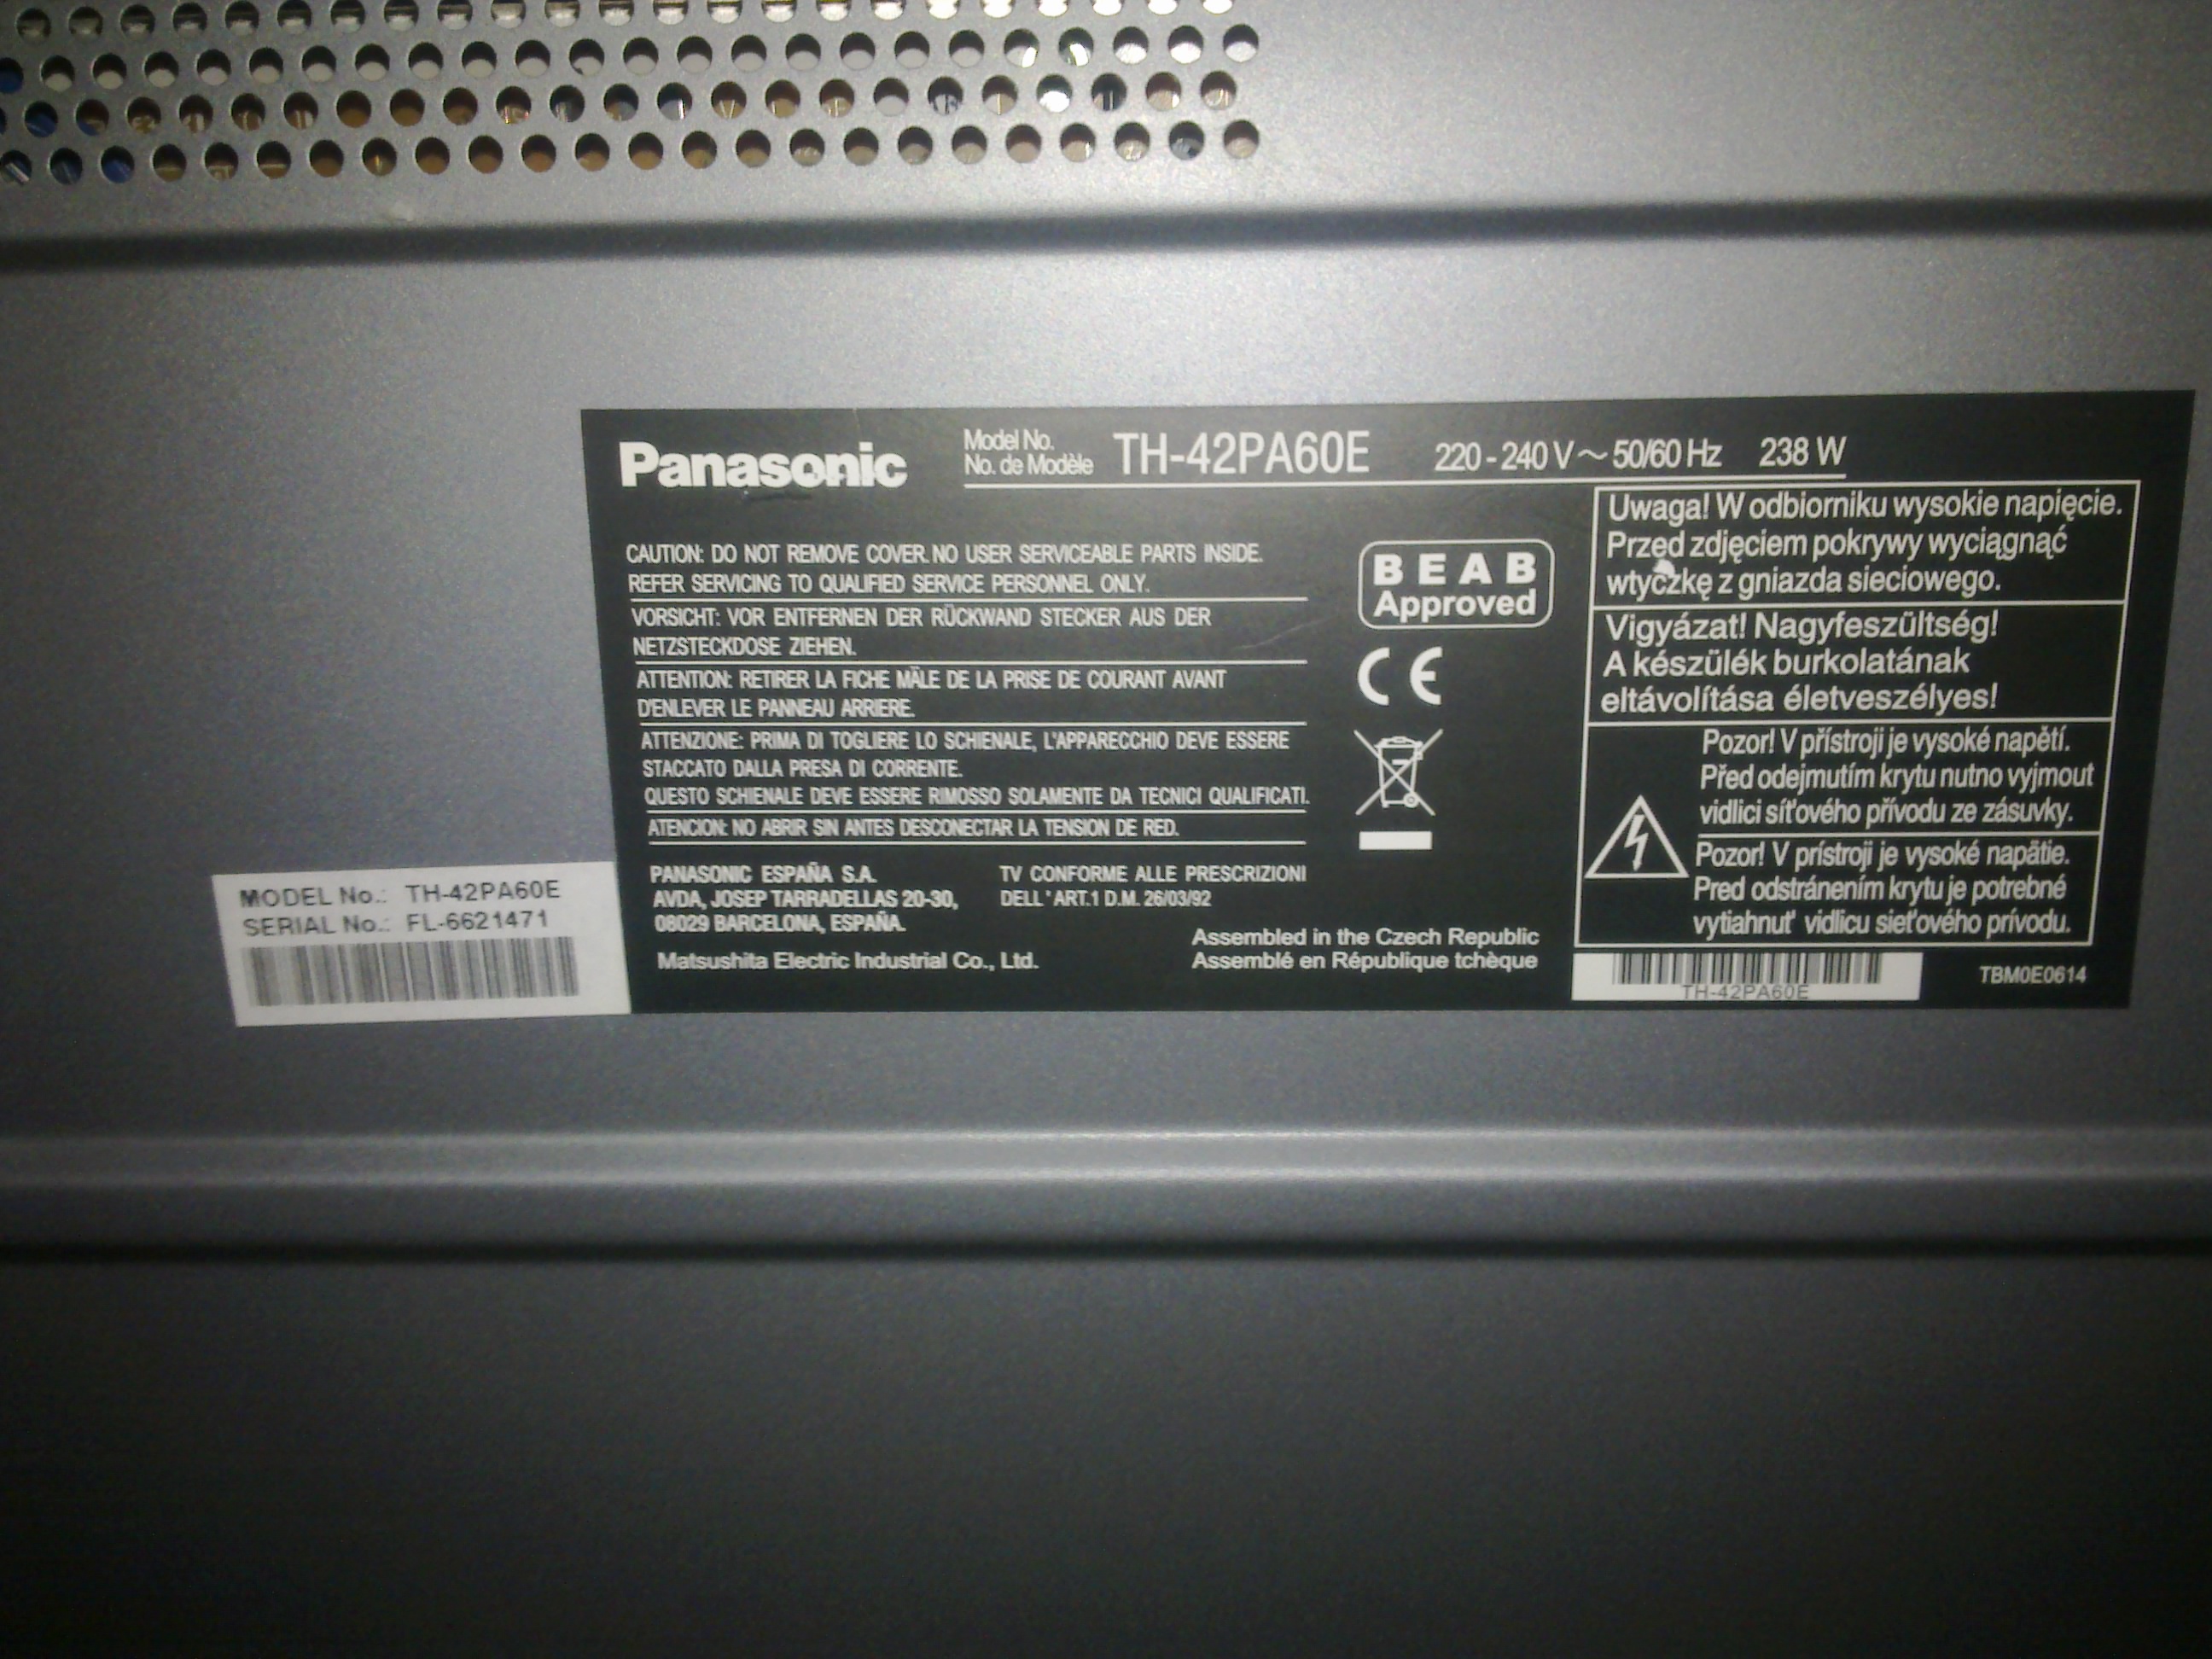 Panasonic
Model No.
No. de Modèle
TH-42PA60E
220-240 V ~ 50/60 Hz 238 W
CAUTION: DO NOT REMOVE COVER. NO USER SERVICEABLE PARTS INSIDE.
REFER SERVICING TO QUALIFIED SERVICE PERSONNEL ONLY.
VORSICHT: VOR ENTFERNEN DER RÜCKWAND STECKER AUS DER
NETZSTECKDOSE ZIEHEN.
ATTENTION: RETIRER LA FICHE MÄLE DE LA PRISE DE COURANT AVANT
D'ENLEVER LE PANNEAU ARRIERE.
ATTENZIONE: PRIMA DI TOGLIERE LO SCHIENALE, L'APPARECCHIO DEVE ESSERE
STACCATO DALLA PRESA DI CORRENTE.
QUESTO SCHIENALE DEVE ESSERE RIMOSSO SOLAMENTE DA TECNICI QUALIFICATI.
ATENCION: NO ABRIR SIN ANTES DESCONECTAR LA TENSION DE RED.
PANASONIC ESPAÑA S.A.
AVDA, JOSEP TARRADELLAS 20-30,
08029 BARCELONA, ESPAÑA.
TV CONFORME ALLE PRESCRIZIONI
DELL'ART.1 D.M. 26/03/92
Matsushita Electric Industrial Co., Ltd.
Assembled in the Czech Republic
Assemblé en République tchèque
BEAB
Approved
CE
Uwaga! W odbiorniku wysokie napięcie.
Przed zdjęciem pokrywy wyciągnąć
wtyczkę z gniazda sieciowego.
Vigyázat! Nagyfeszültség!
A készülék burkolatának
eltávolítása életveszélyes!
Pozor! V přístroji je vysoké napětí.
Před odejmutím krytu nutno vyjmout
vidlici síťového přívodu ze zásuvky.
Pozor! V prístroji je vysoké napätie.
Pred odstránením krytu je potrebné
vytiahnuť vidlicu sieťového prívodu.
TH-42PA60E
TBM0E0614
MODEL No.: TH-42PA60E
SERIAL No.: FL-6621471